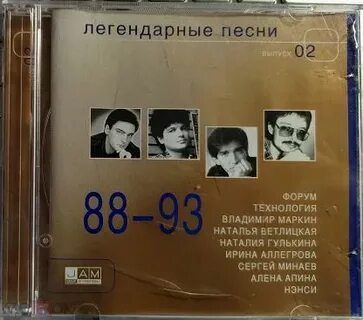 легендарные песни
выпуск 02
88-93
ФОРУМ
ТЕХНОЛОГИЯ
ВЛАДИМИР МАРКИН
НАТАЛЬЯ ВЕТЛИЦКАЯ
НАТАЛИЯ ГУЛЬКИНА
ИРИНА АЛЛЕГРОВА
СЕРГЕЙ МИНАЕВ
АЛЕНА АПИНА
НЭНСИ
JAM